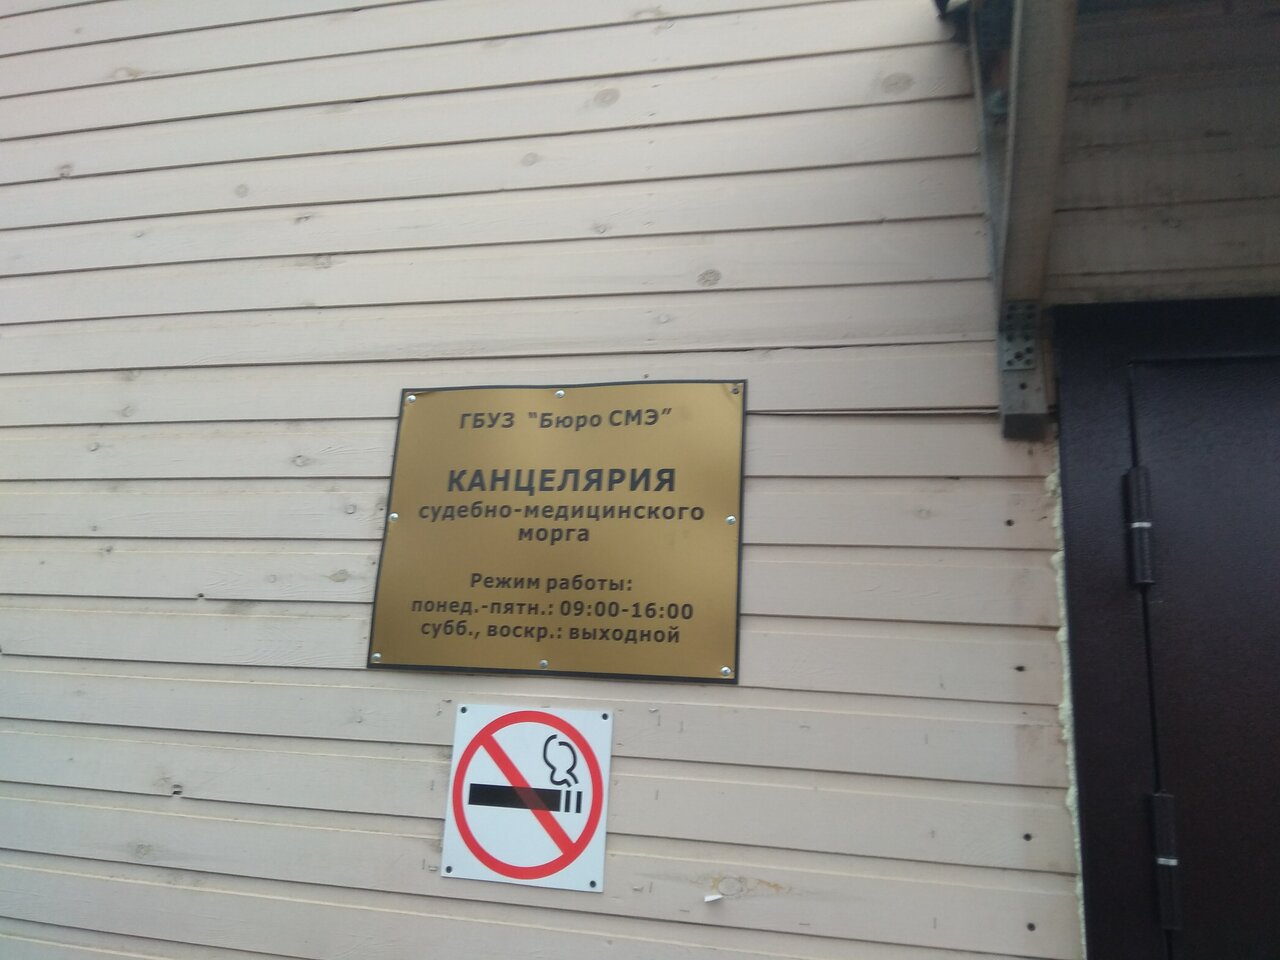 ГБУЗ "Бюро СМЭ"
КАНЦЕЛЯРИЯ
судебно-медицинского
морга
Режим работы:
понед.-пятн.: 09:00-16:00
субб., воскр.: выходной